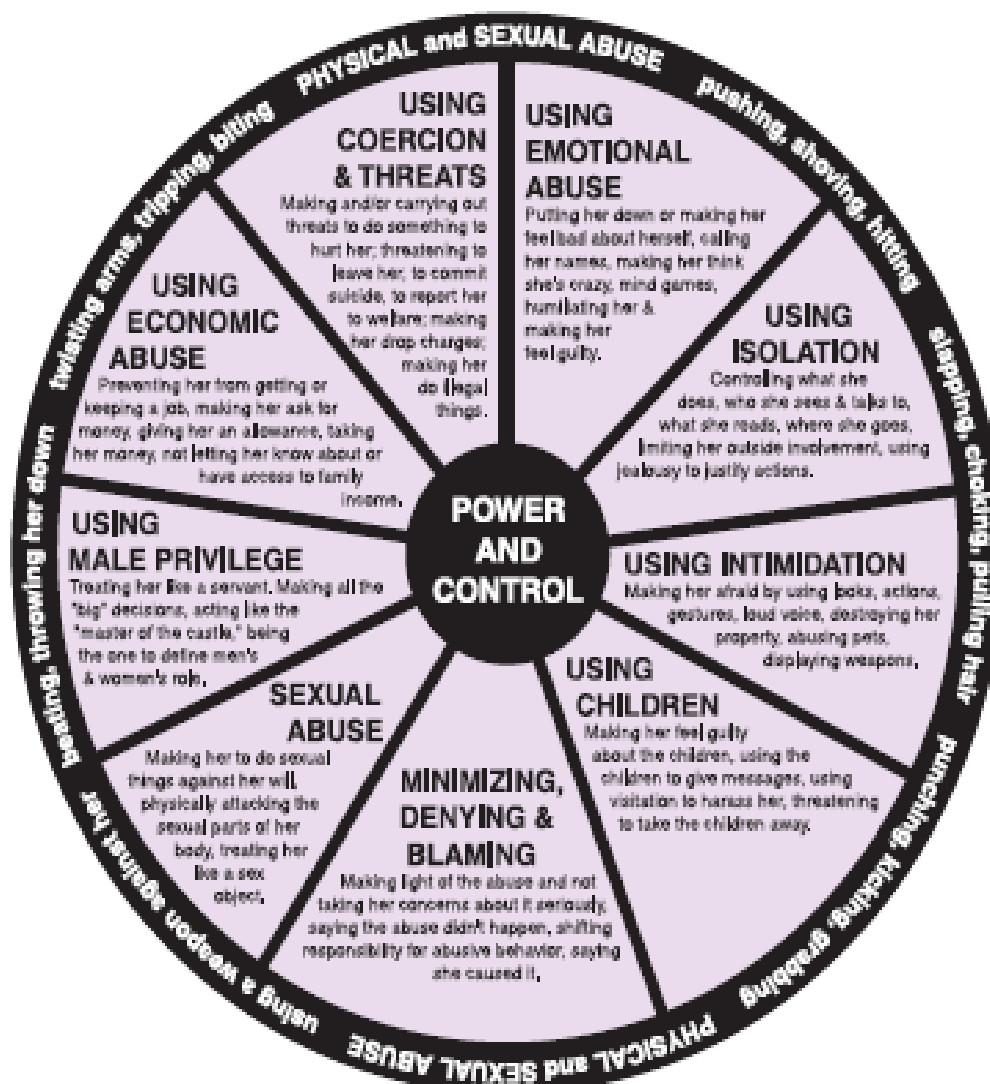 PHYSICAL and SEXUAL ABUSE
pushing, shoving, hitting
slapping, choking, pulling hair
punching, kicking, grabbing
PHYSICAL and SEXUAL ABUSE
using a weapon against her
beating, throwing her down
twisting arms, tripping, biting
POWER
AND
CONTROL
USING
EMOTIONAL
ABUSE
Putting her down or making her
feel bad about herself, calling
her names, making her think
she's crazy, mind games,
humiliating her &
making her
feel guilty.
USING
ISOLATION
Controlling what she
does, who she sees & talks to,
what she reads, where she goes,
limiting her outside involvement, using
jealousy to justify actions.
USING INTIMIDATION
Making her afraid by using looks, actions,
gestures, loud voice, destroying her
property, abusing pets,
displaying weapons.
USING
CHILDREN
Making her feel guilty
about the children, using the
children to give messages, using
visitation to harass her, threatening
to take the children away.
MINIMIZING,
DENYING &
BLAMING
Making light of the abuse and not
taking her concerns about it seriously,
saying the abuse didn't happen, shifting
responsibility for abusive behavior, saying
she caused it.
SEXUAL
ABUSE
Making her to do sexual
things against her will,
physically attacking the
sexual parts of her
body, treating her
like a sex
object.
USING
MALE PRIVILEGE
Treating her like a servant. Making all the
"big" decisions, acting like the
"master of the castle," being
the one to define men's
& women's role.
USING
ECONOMIC
ABUSE
Preventing her from getting or
keeping a job, making her ask for
money, giving her an allowance, taking
her money, not letting her know about or
have access to family
income.
USING
COERCION
& THREATS
Making and/or carrying out
threats to do something to
hurt her; threatening to
leave her, to commit
suicide, to report her
to welfare; making
her drop charges;
making her
do illegal
things.